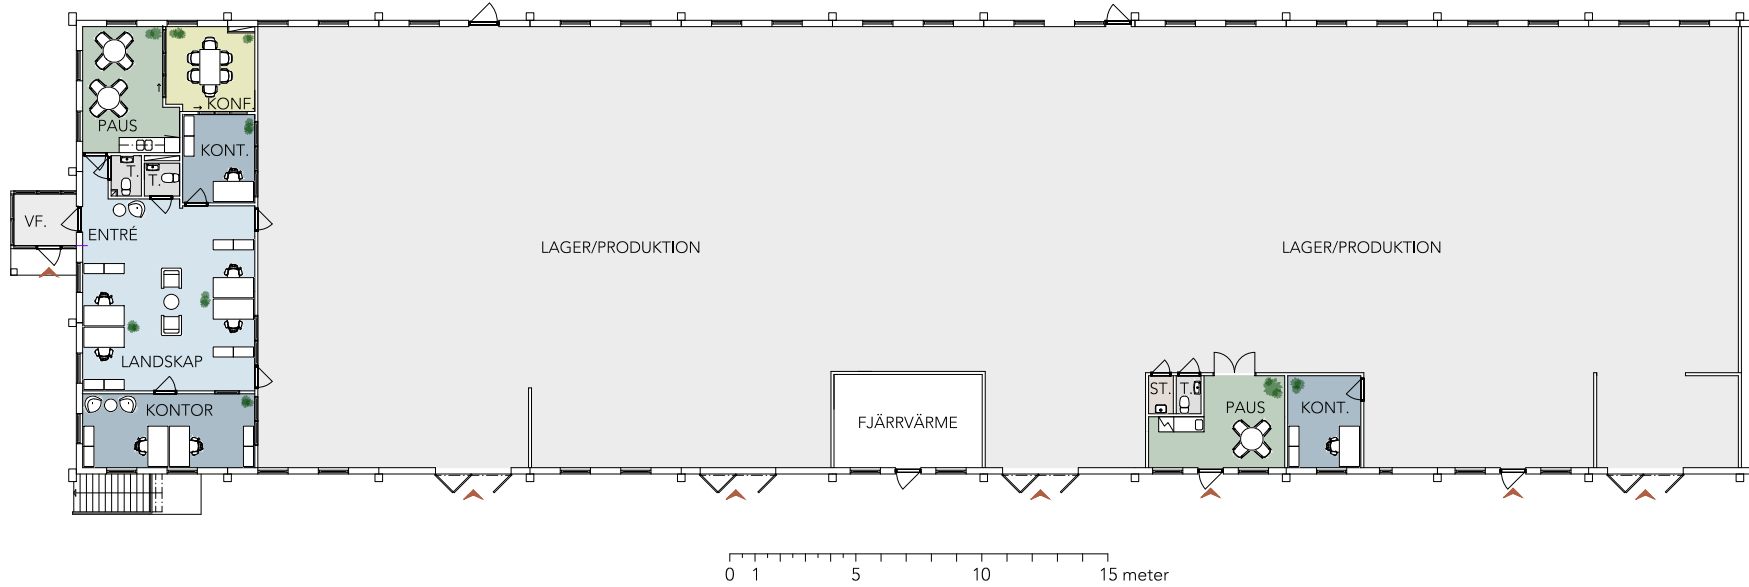 KONF.
PAUS
KONT.
T.
T.
VF.
ENTRÉ
LAGER/PRODUKTION
LAGER/PRODUKTION
LANDSKAP
KONTOR
FJÄRRVÄRME
ST.
T.
PAUS
KONT.
0 1 5 10 15 meter